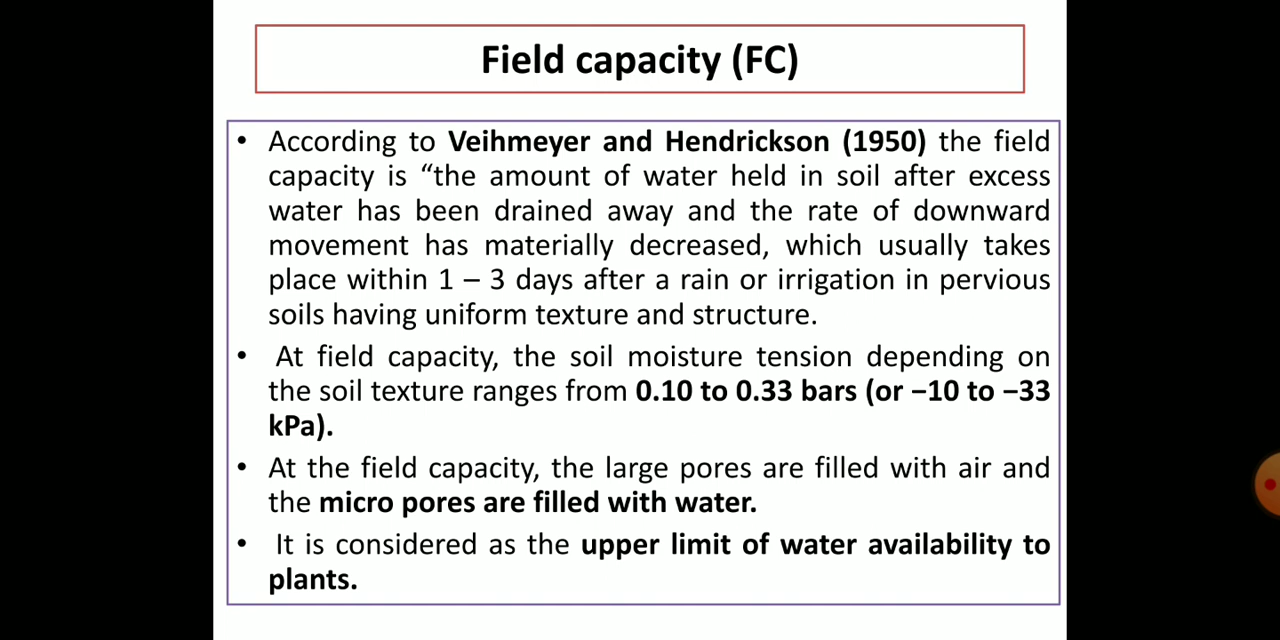 Field capacity (FC)
• According to Veihmeyer and Hendrickson (1950) the field
capacity is “the amount of water held in soil after excess
water has been drained away and the rate of downward
movement has materially decreased, which usually takes
place within 1 – 3 days after a rain or irrigation in pervious
soils having uniform texture and structure.
• At field capacity, the soil moisture tension depending on
the soil texture ranges from 0.10 to 0.33 bars (or −10 to −33
kPa).
• At the field capacity, the large pores are filled with air and
the micro pores are filled with water.
• It is considered as the upper limit of water availability to
plants.